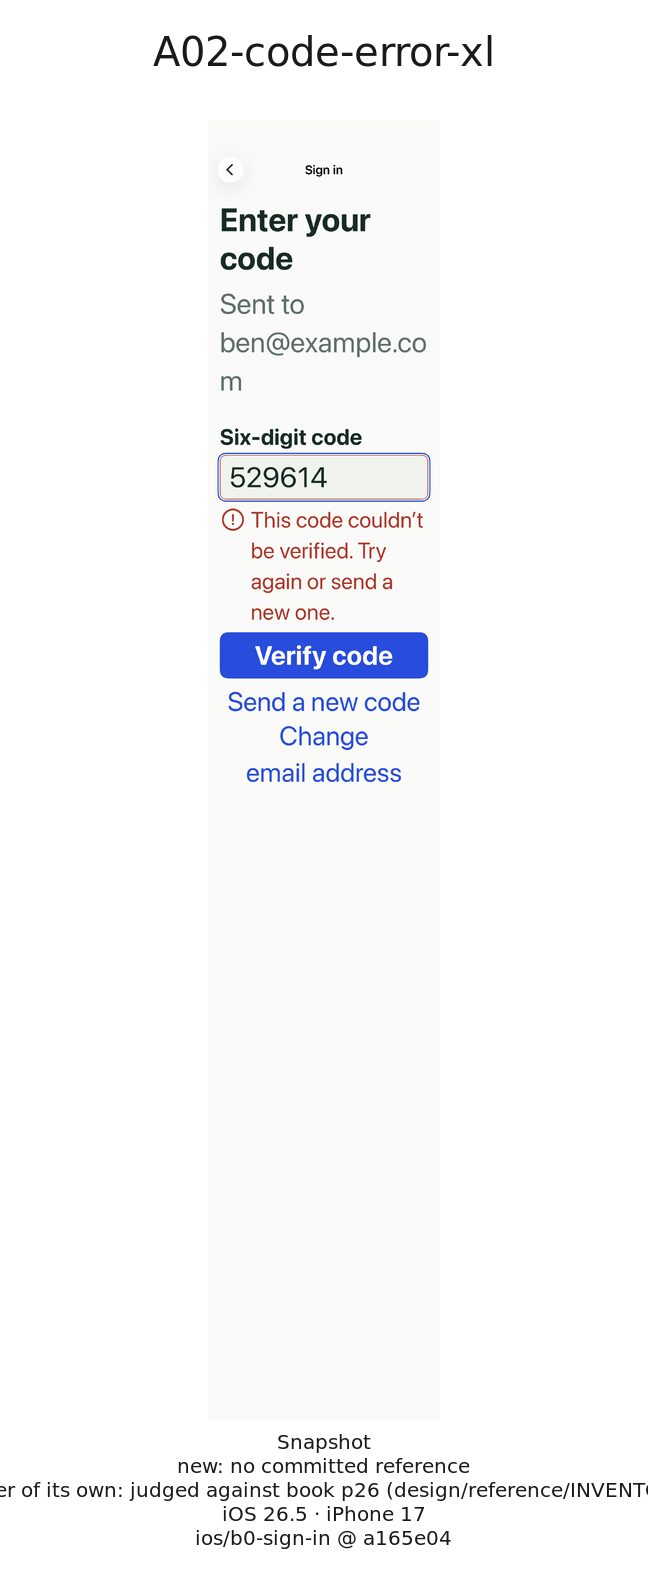 A02-code-error-xl
Sign in
Enter your
code
Sent to
ben@example.co
m
Six-digit code
529614
This code couldn’t
be verified. Try
again or send a
new one.
Verify code
Send a new code
Change
email address
Snapshot
new: no committed reference
er of its own: judged against book p26 (design/reference/INVENTO
iOS 26.5 · iPhone 17
ios/b0-sign-in @ a165e04